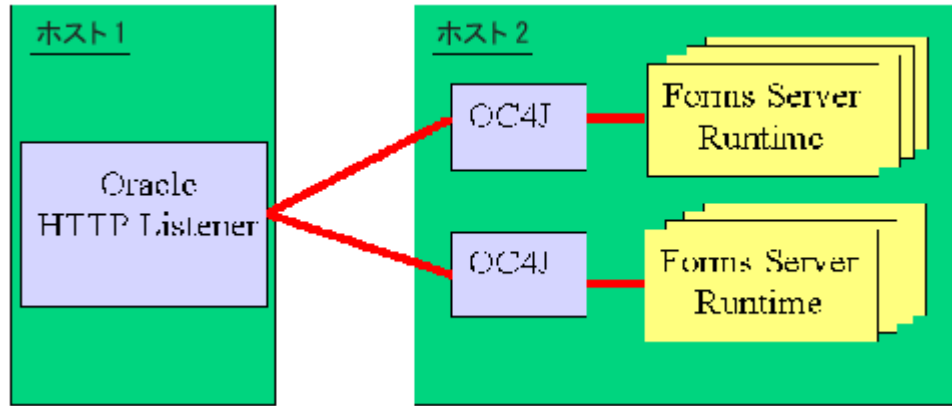 ホスト1
ホスト2
Oracle
HTTP Listener
OC4J
Forms Server
Runtime
OC4J
Forms Server
Runtime